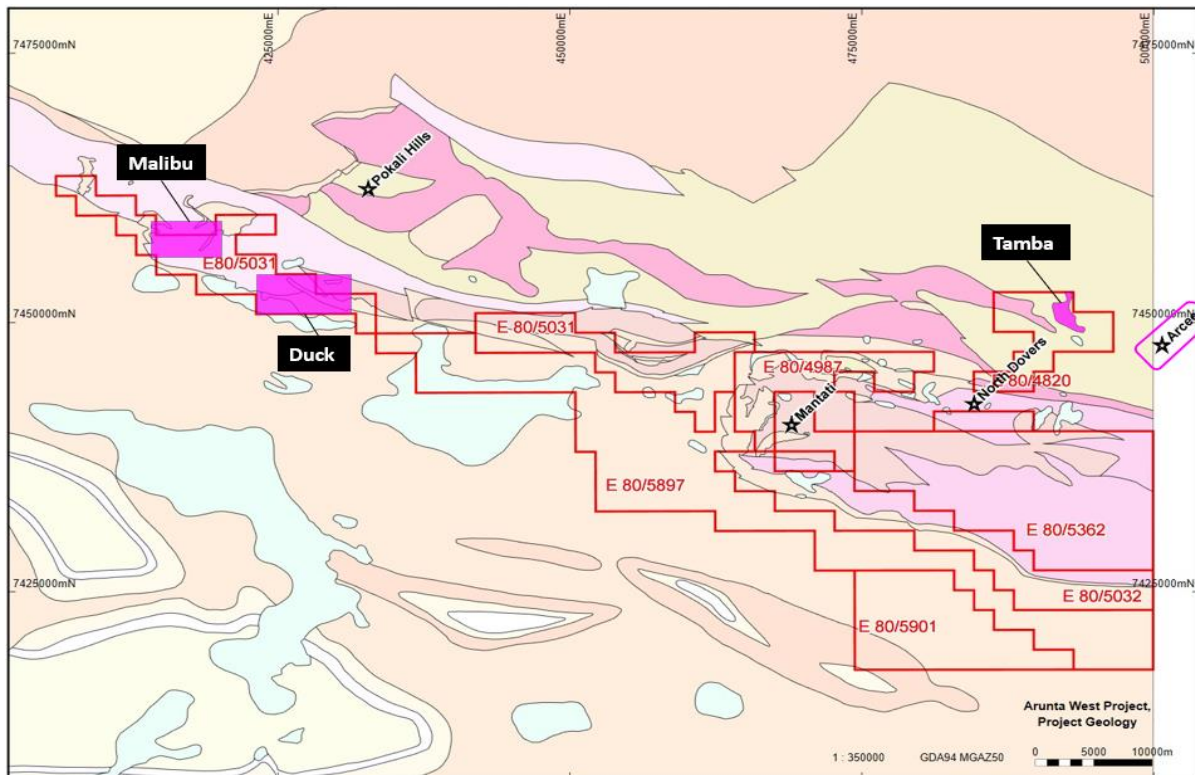 425000mE
450000mE
475000mE
500000mE
7475000mN
7475000mN
Malibu
Pokali Hills
Tamba
E80/5031
7450000mN
7450000mN
Duck
E 80/5031
E 80/4987
North Dovers
80/4820
Mantati
E 80/5897
E 80/5362
7425000mN
7425000mN
E 80/5032
E 80/5901
Arunta West Project,
Project Geology
1 : 350000 GDA94 MGAZ50
0 5000 10000m